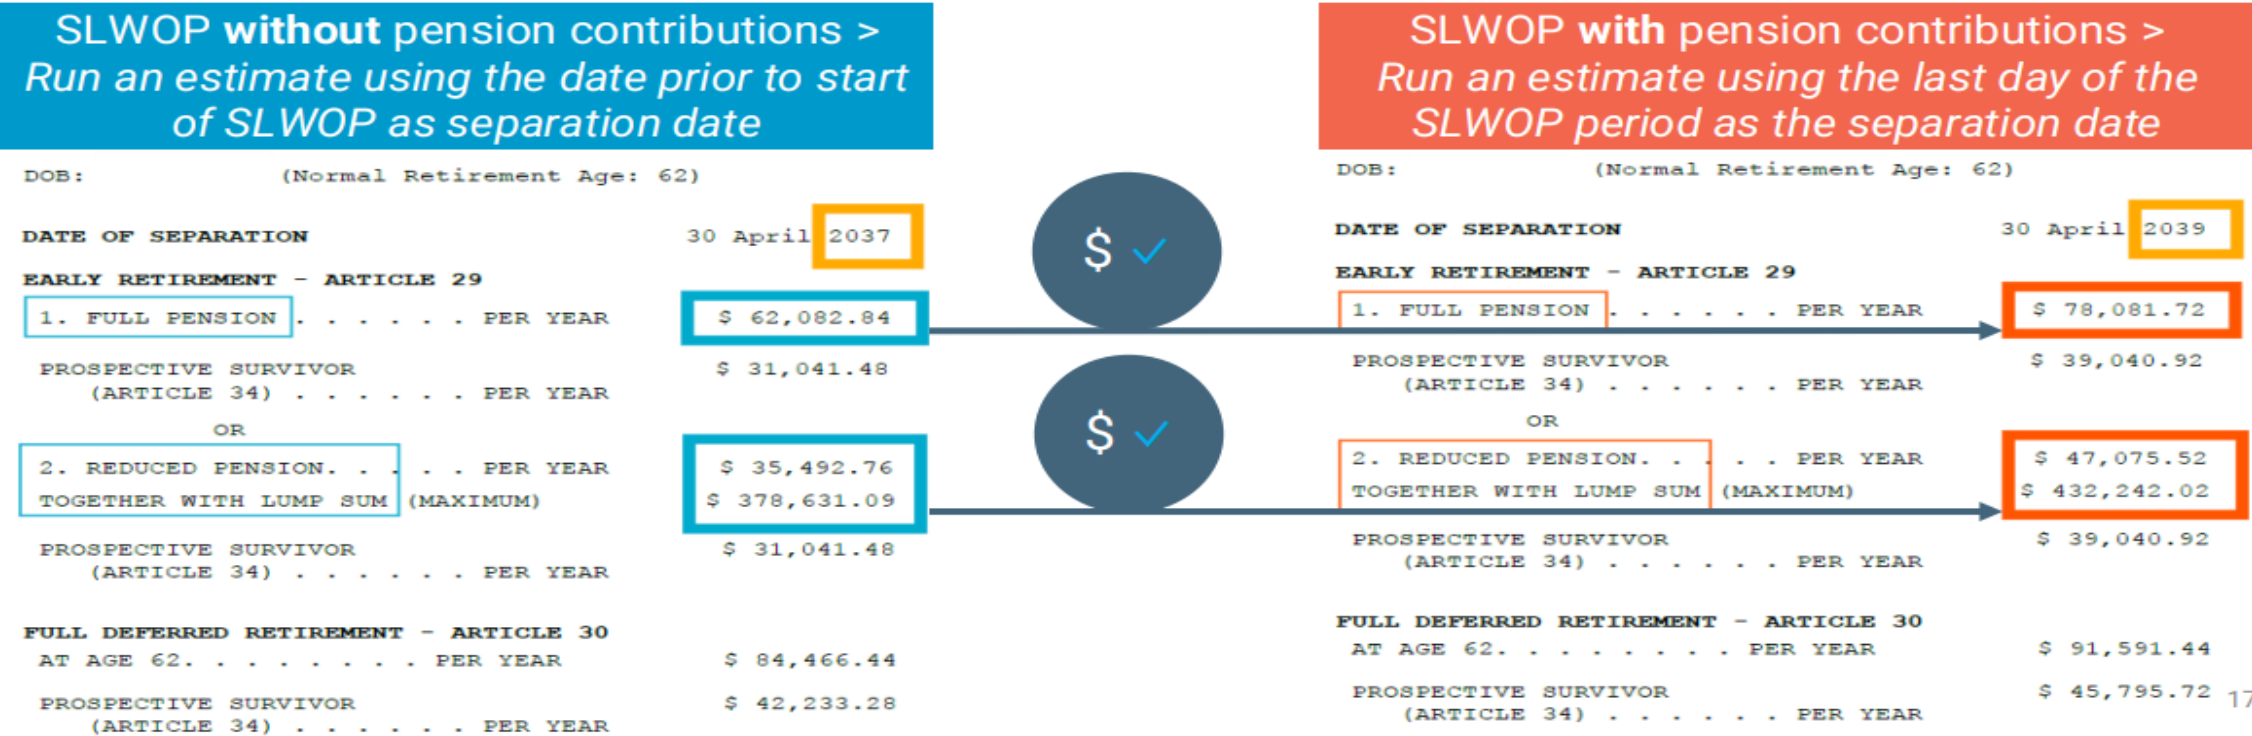 SLWOP without pension contributions >
Run an estimate using the date prior to start
of SLWOP as separation date
DOB: (Normal Retirement Age: 62)
DATE OF SEPARATION 30 April 2037
EARLY RETIREMENT - ARTICLE 29
1. FULL PENSION . . . . . . PER YEAR $ 62,082.84
PROSPECTIVE SURVIVOR $ 31,041.48
(ARTICLE 34) . . . . . . PER YEAR
OR
2. REDUCED PENSION. . . . . PER YEAR $ 35,492.76
TOGETHER WITH LUMP SUM (MAXIMUM) $ 378,631.09
PROSPECTIVE SURVIVOR $ 31,041.48
(ARTICLE 34) . . . . . . PER YEAR
FULL DEFERRED RETIREMENT - ARTICLE 30
AT AGE 62. . . . . . . . PER YEAR $ 84,466.44
PROSPECTIVE SURVIVOR $ 42,233.28
(ARTICLE 34) . . . . . . PER YEAR
$ ✓
$ ✓
SLWOP with pension contributions >
Run an estimate using the last day of the
SLWOP period as the separation date
DOB: (Normal Retirement Age: 62)
DATE OF SEPARATION 30 April 2039
EARLY RETIREMENT - ARTICLE 29
1. FULL PENSION . . . . . . PER YEAR $ 78,081.72
PROSPECTIVE SURVIVOR $ 39,040.92
(ARTICLE 34) . . . . . . PER YEAR
OR
2. REDUCED PENSION. . . . . PER YEAR $ 47,075.52
TOGETHER WITH LUMP SUM (MAXIMUM) $ 432,242.02
PROSPECTIVE SURVIVOR $ 39,040.92
(ARTICLE 34) . . . . . . PER YEAR
FULL DEFERRED RETIREMENT - ARTICLE 30
AT AGE 62. . . . . . . . PER YEAR $ 91,591.44
PROSPECTIVE SURVIVOR $ 45,795.72
(ARTICLE 34) . . . . . . PER YEAR
17